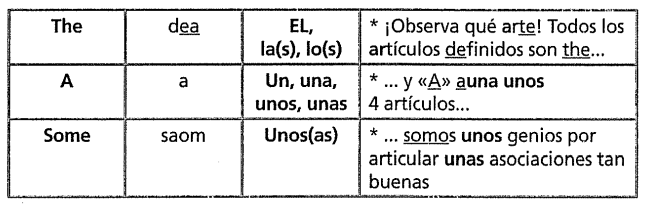 The dea EL, * ¡Observa qué arte! Todos los
la(s), lo(s) artículos definidos son the...
A a Un, una, * ... y «A» auna unos
unos, unas 4 artículos...
Some saom Unos(as) * ... somos unos genios por
articular unas asociaciones tan
buenas